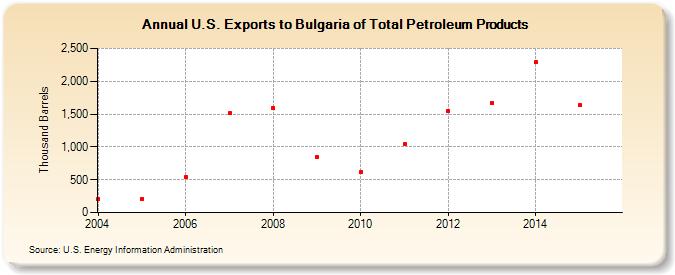 Annual U.S. Exports to Bulgaria of Total Petroleum Products
Thousand Barrels
2,500
2,000
1,500
1,000
500
0
2004 2006 2008 2010 2012 2014
Source: U.S. Energy Information Administration